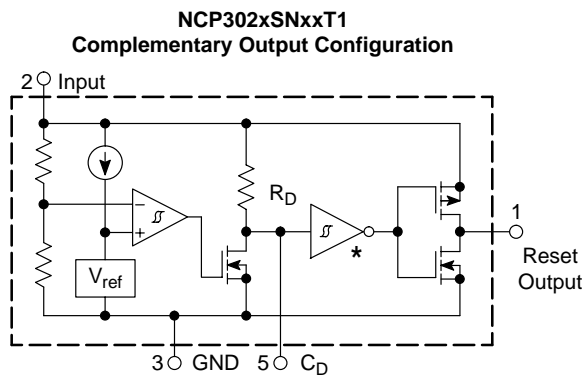 NCP302xSNxxT1
Complementary Output Configuration
2 Input
R_D
1
Reset
Output
*
V_ref
3 GND 5 C_D